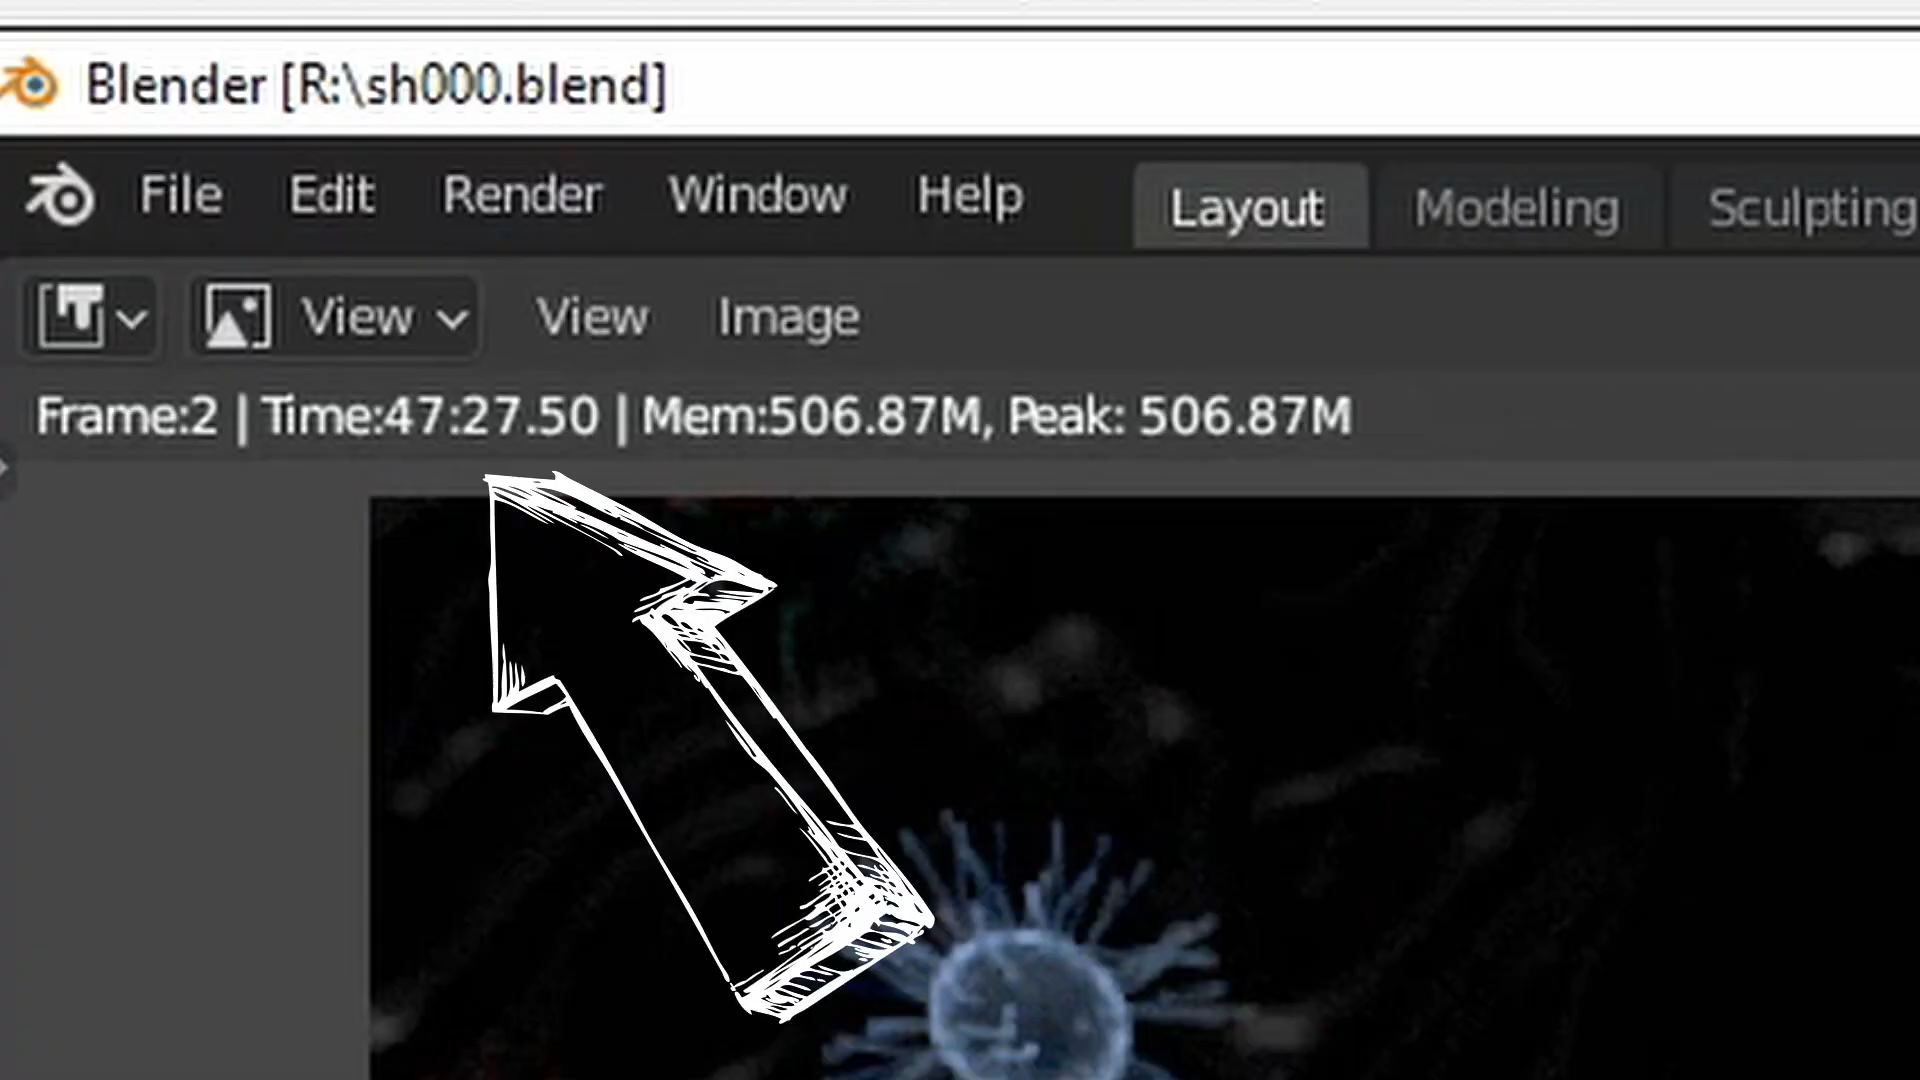 Blender [R:\sh000.blend]
File Edit Render Window Help Layout Modeling Sculpting
View View Image
Frame:2 | Time:47:27.50 | Mem:506.87M, Peak: 506.87M